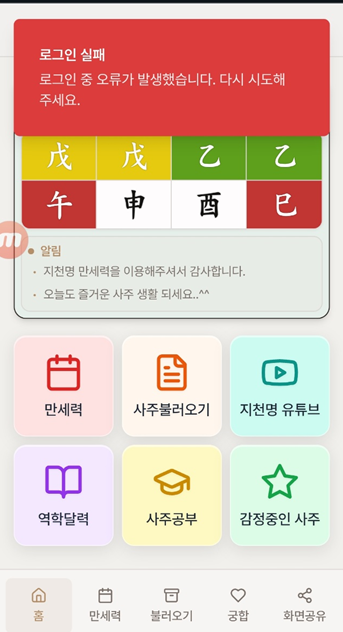 로그인 실패
로그인 중 오류가 발생했습니다. 다시 시도해
주세요.
戊 戊 乙 乙
午 申 酉 巳
알림
• 지천명 만세력을 이용해주셔서 감사합니다.
• 오늘도 즐거운 사주 생활 되세요..^^
만세력 사주불러오기 지천명 유튜브
역학달력 사주공부 감정중인 사주
홈 만세력 불러오기 궁합 화면공유